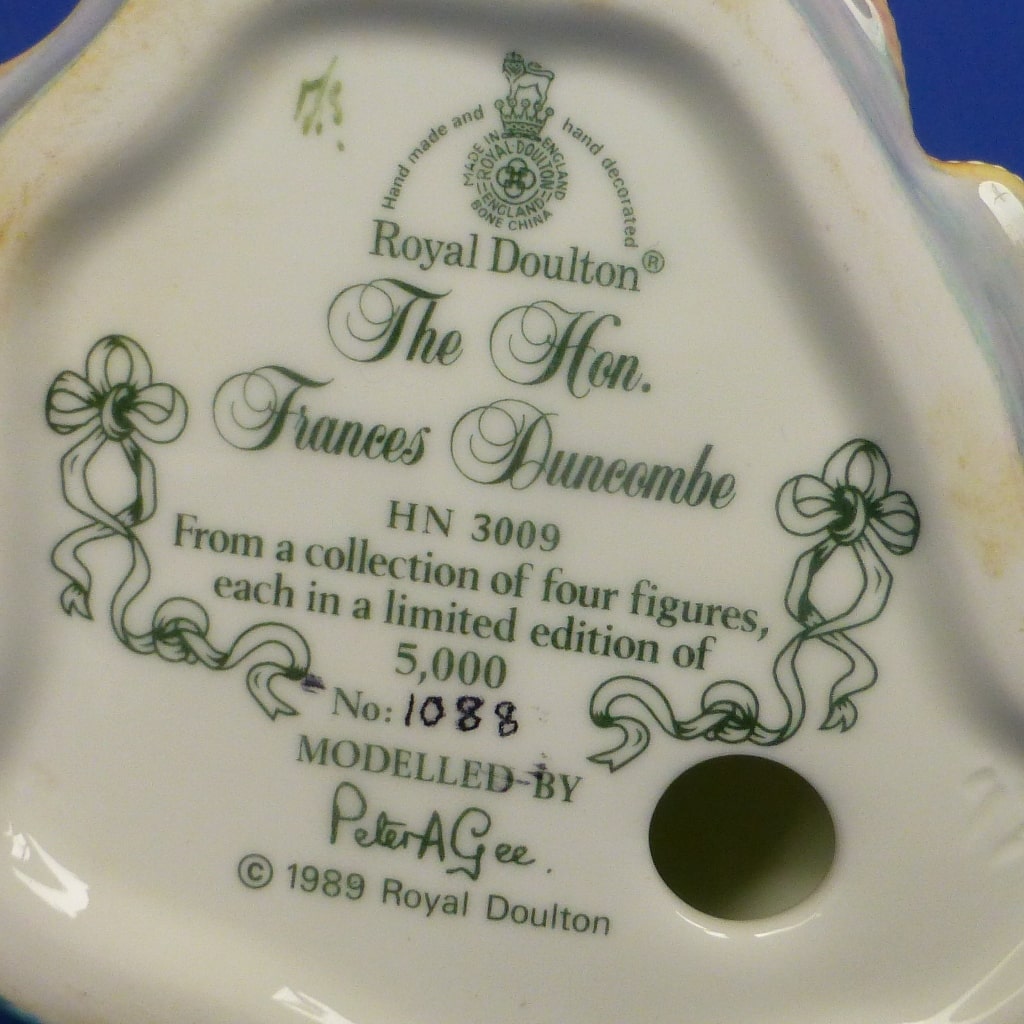 Hand made and hand decorated
MADE IN ENGLAND
ROYAL·DOULTON
ENGLAND
BONE CHINA
Royal Doulton®
The Hon.
Frances Duncombe
HN 3009
From a collection of four figures,
each in a limited edition of
5,000
No: 1088
MODELLED BY
Peter A Gee.
© 1989 Royal Doulton